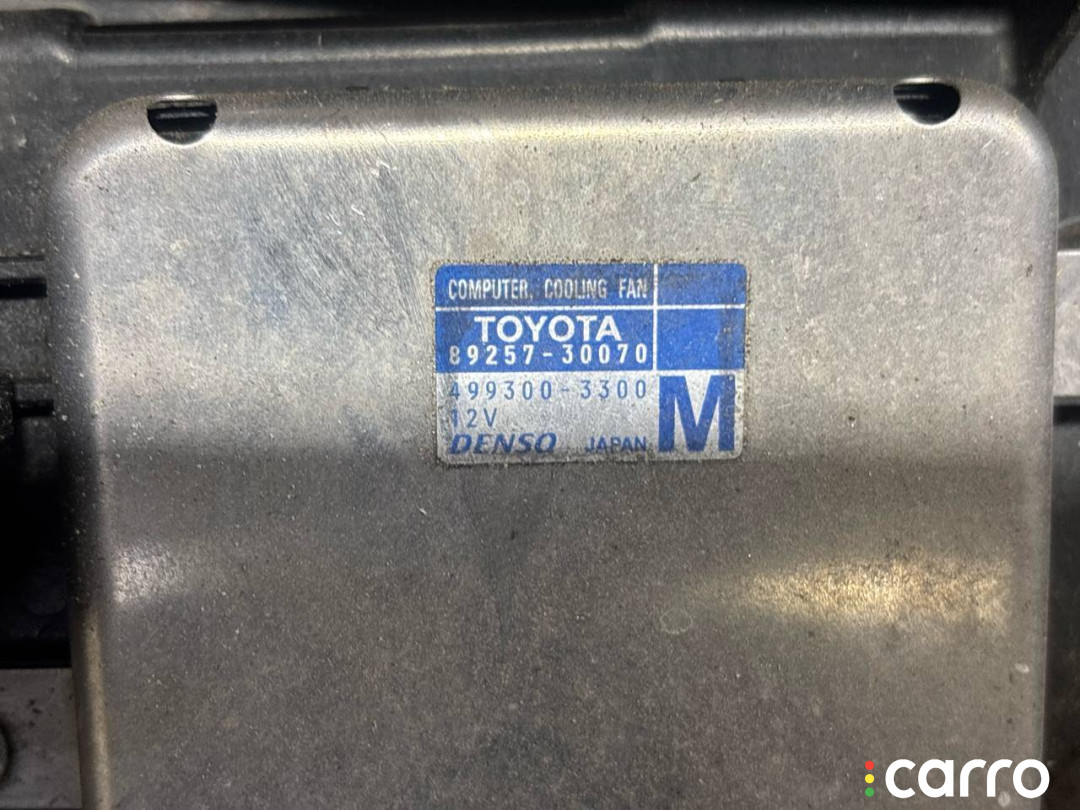 COMPUTER, COOLING FAN
TOYOTA
89257-30070
499300-3300
12V
DENSO JAPAN M
carro